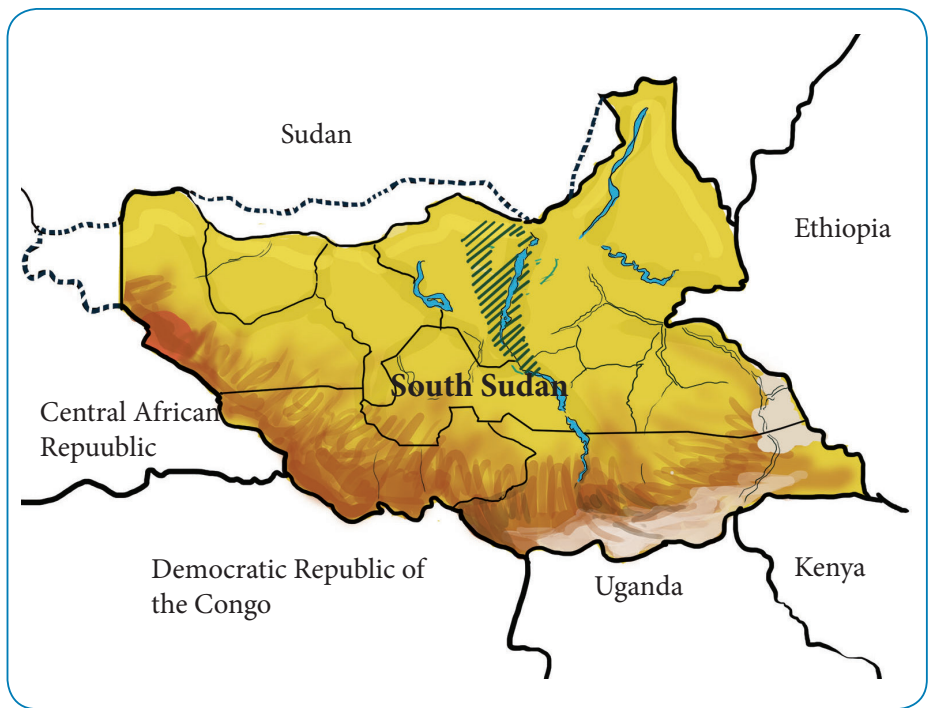 Sudan
Ethiopia
South Sudan
Central African
Repuublic
Democratic Republic of
the Congo
Uganda
Kenya